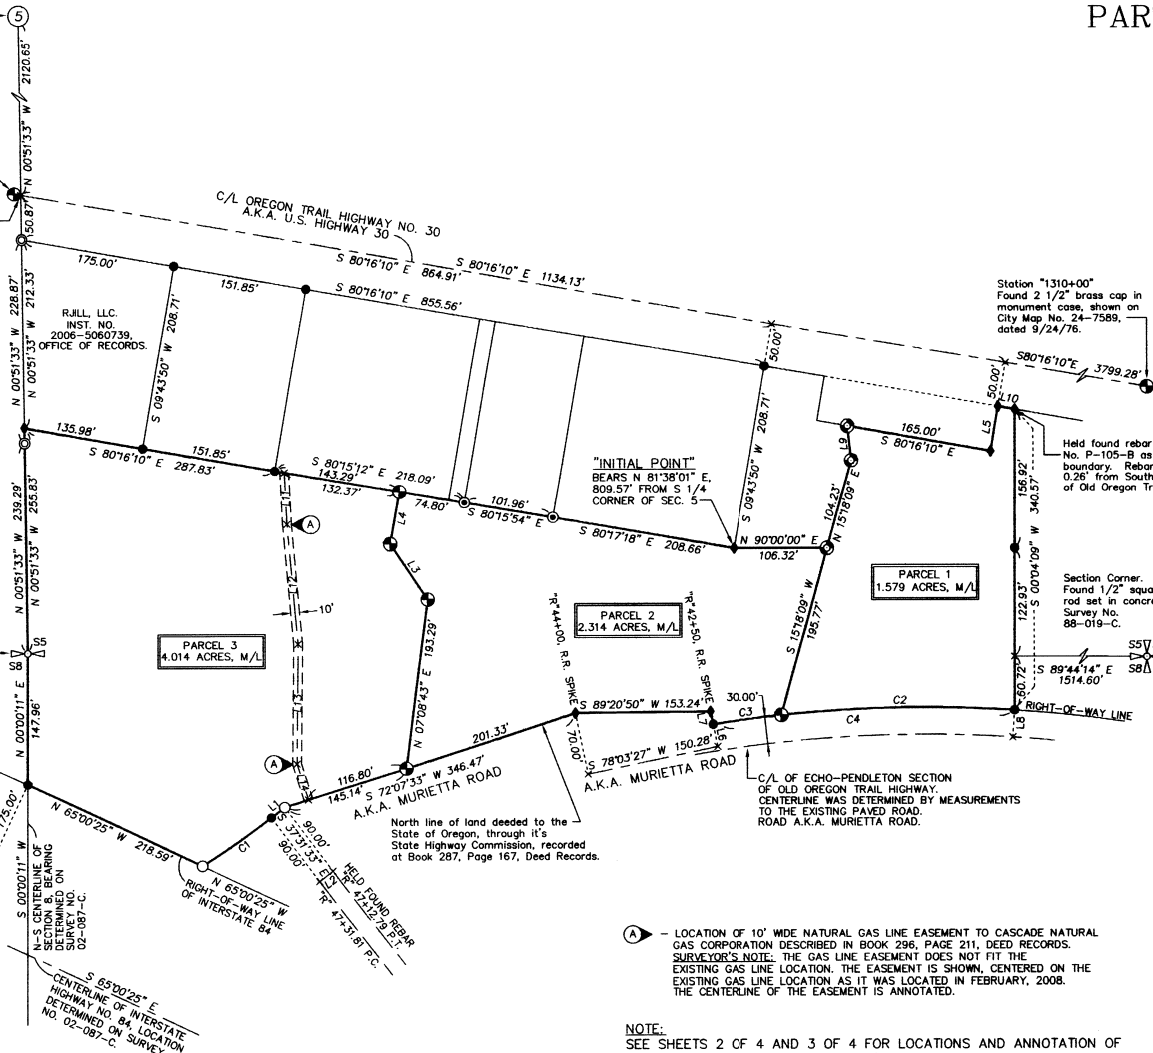 PAR
5
N 00°51'33" W 2120.65'
50.87'
C/L OREGON TRAIL HIGHWAY NO. 30
A.K.A. U.S. HIGHWAY 30
S 80°16'10" E 864.91'
S 80°16'10" E 1134.13'
175.00'
151.85'
S 80°16'10" E 855.56'
Station "1310+00"
Found 2 1/2" brass cap in
monument case, shown on
City Map No. 24-7589,
dated 9/24/76.
S80°16'10"E 3799.28'
50.00'
50.00'
L10
L5
N 00°51'33" W 228.87'
N 00°51'33" W 212.33'
RJILL, LLC.
INST. NO.
2006-5060739,
OFFICE OF RECORDS.
S 09°43'50" W 208.71'
S 09°43'50" W 208.71'
165.00'
S 80°16'10" E
L9
Held found rebar
No. P-105-B as
boundary. Rebar
0.26' from South
of Old Oregon Tr
135.98'
151.85'
S 80°16'10" E 287.83'
S 80°15'12" E 218.09'
143.29'
132.37'
74.80'
101.96'
S 80°15'54" E
S 80°17'18" E 208.66'
"INITIAL POINT"
BEARS N 81°38'01" E,
809.57' FROM S 1/4
CORNER OF SEC. 5
N 90°00'00" E
106.32'
104.23'
N 15°18'09" E
156.92'
S 00°04'09" W 340.57'
122.93'
60.72'
L11
A
L4
L3
L12
10'
N 00°51'33" W 239.29'
N 00°51'33" W 255.83'
PARCEL 1
1.579 ACRES, M/L
PARCEL 2
2.314 ACRES, M/L
PARCEL 3
4.014 ACRES, M/L
Section Corner.
Found 1/2" squa
rod set in concre
Survey No.
88-019-C.
S5
S8
S5
S8
S 89°44'14" E
1514.60'
S 15°18'09" W
195.77'
"R"44+00, R.R. SPIKE
"R"42+50, R.R. SPIKE
N 07°08'43" E 193.29'
L13
N 00°00'11" E
147.96'
S 89°20'50" W 153.24'
30.00'
L7
C3
C2
C4
RIGHT-OF-WAY LINE
L8
L6
70.00'
S 78°03'27" W 150.28'
A.K.A. MURIETTA ROAD
201.33'
116.80'
145.14'
S 72°07'33" W 346.47'
A.K.A. MURIETTA ROAD
A
L14
L1
C/L OF ECHO-PENDLETON SECTION
OF OLD OREGON TRAIL HIGHWAY.
CENTERLINE WAS DETERMINED BY MEASUREMENTS
TO THE EXISTING PAVED ROAD.
ROAD A.K.A. MURIETTA ROAD.
North line of land deeded to the
State of Oregon, through it's
State Highway Commission, recorded
at Book 287, Page 167, Deed Records.
175.00'
N 65°00'25" W 218.59'
C1
S 37°31'33" E
90.00'
90.00'
L2
HELD FOUND REBAR
"R" 47+12.79 P.T.
"R" 47+31.81 P.C.
N 65°00'25" W
RIGHT-OF-WAY LINE
OF INTERSTATE 84
S 00°00'11" W
N-S CENTERLINE OF
SECTION 8, BEARING
DETERMINED ON
SURVEY NO.
02-087-C.
S 65°00'25" E
CENTERLINE OF INTERSTATE
HIGHWAY NO. 84, LOCATION
DETERMINED ON SURVEY
NO. 02-087-C.
A - LOCATION OF 10' WIDE NATURAL GAS LINE EASEMENT TO CASCADE NATURAL
GAS CORPORATION DESCRIBED IN BOOK 296, PAGE 211, DEED RECORDS.
SURVEYOR'S NOTE: THE GAS LINE EASEMENT DOES NOT FIT THE
EXISTING GAS LINE LOCATION. THE EASEMENT IS SHOWN, CENTERED ON THE
EXISTING GAS LINE LOCATION AS IT WAS LOCATED IN FEBRUARY, 2008.
THE CENTERLINE OF THE EASEMENT IS ANNOTATED.
NOTE:
SEE SHEETS 2 OF 4 AND 3 OF 4 FOR LOCATIONS AND ANNOTATION OF